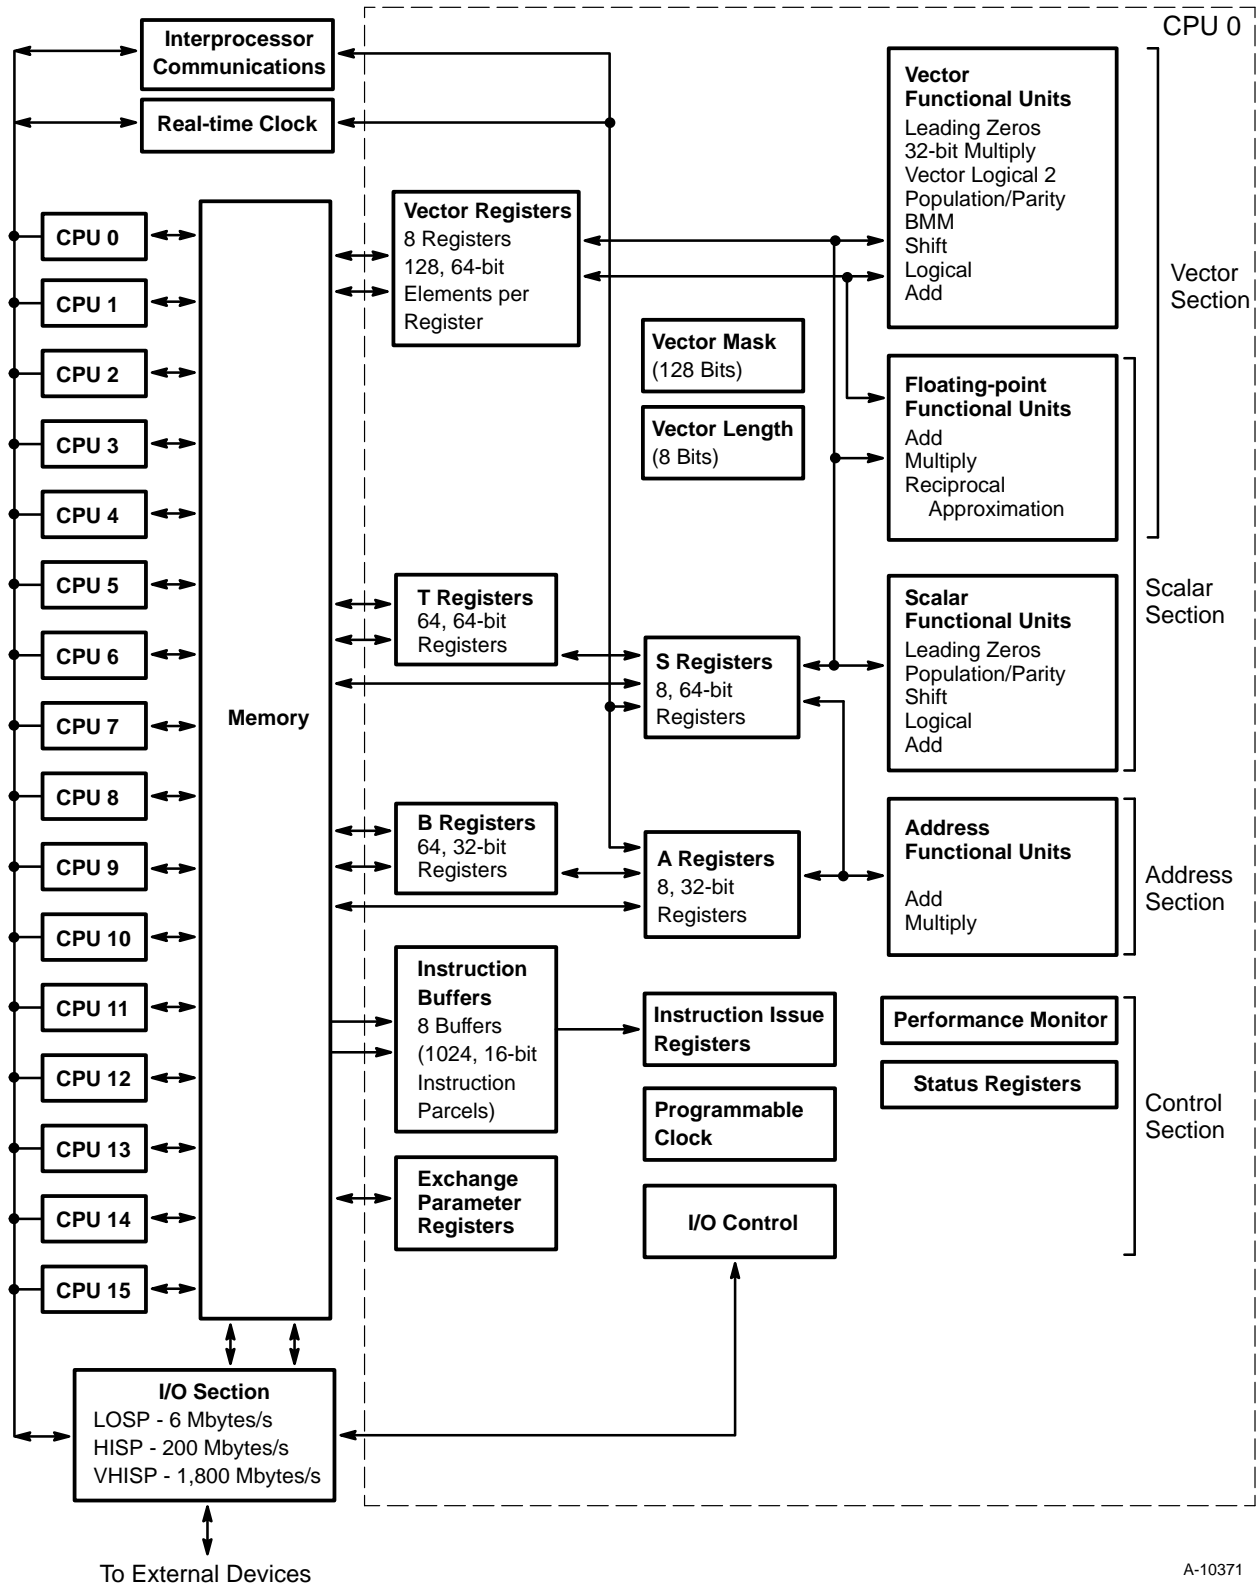 CPU 0
Interprocessor
Communications
Real-time Clock
CPU 0
CPU 1
CPU 2
CPU 3
CPU 4
CPU 5
CPU 6
CPU 7
CPU 8
CPU 9
CPU 10
CPU 11
CPU 12
CPU 13
CPU 14
CPU 15
Memory
I/O Section
LOSP - 6 Mbytes/s
HISP - 200 Mbytes/s
VHISP - 1,800 Mbytes/s
To External Devices
Vector Registers
8 Registers
128, 64-bit
Elements per
Register
T Registers
64, 64-bit
Registers
B Registers
64, 32-bit
Registers
Instruction
Buffers
8 Buffers
(1024, 16-bit
Instruction
Parcels)
Exchange
Parameter
Registers
Vector Mask
(128 Bits)
Vector Length
(8 Bits)
S Registers
8, 64-bit
Registers
A Registers
8, 32-bit
Registers
Instruction Issue
Registers
Programmable
Clock
I/O Control
Vector
Functional Units
Leading Zeros
32-bit Multiply
Vector Logical 2
Population/Parity
BMM
Shift
Logical
Add
Floating-point
Functional Units
Add
Multiply
Reciprocal
Approximation
Scalar
Functional Units
Leading Zeros
Population/Parity
Shift
Logical
Add
Address
Functional Units
Add
Multiply
Performance Monitor
Status Registers
Vector
Section
Scalar
Section
Address
Section
Control
Section
A-10371